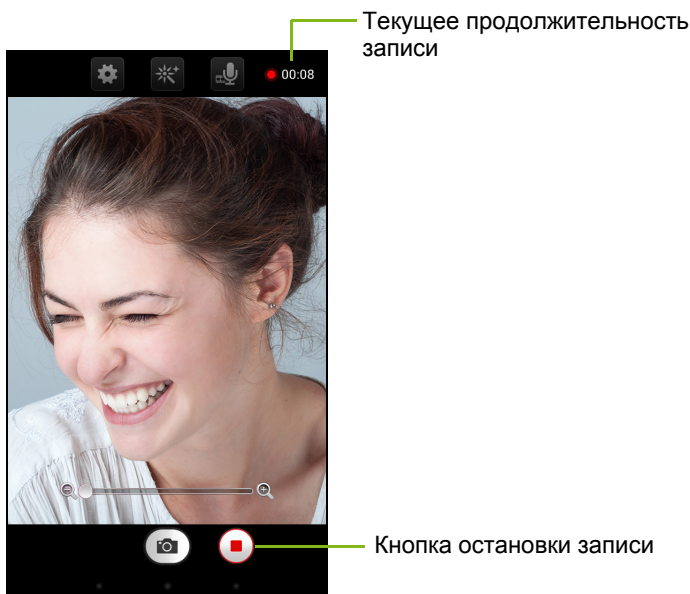 Текущее продолжительность
записи
00:08
Кнопка остановки записи